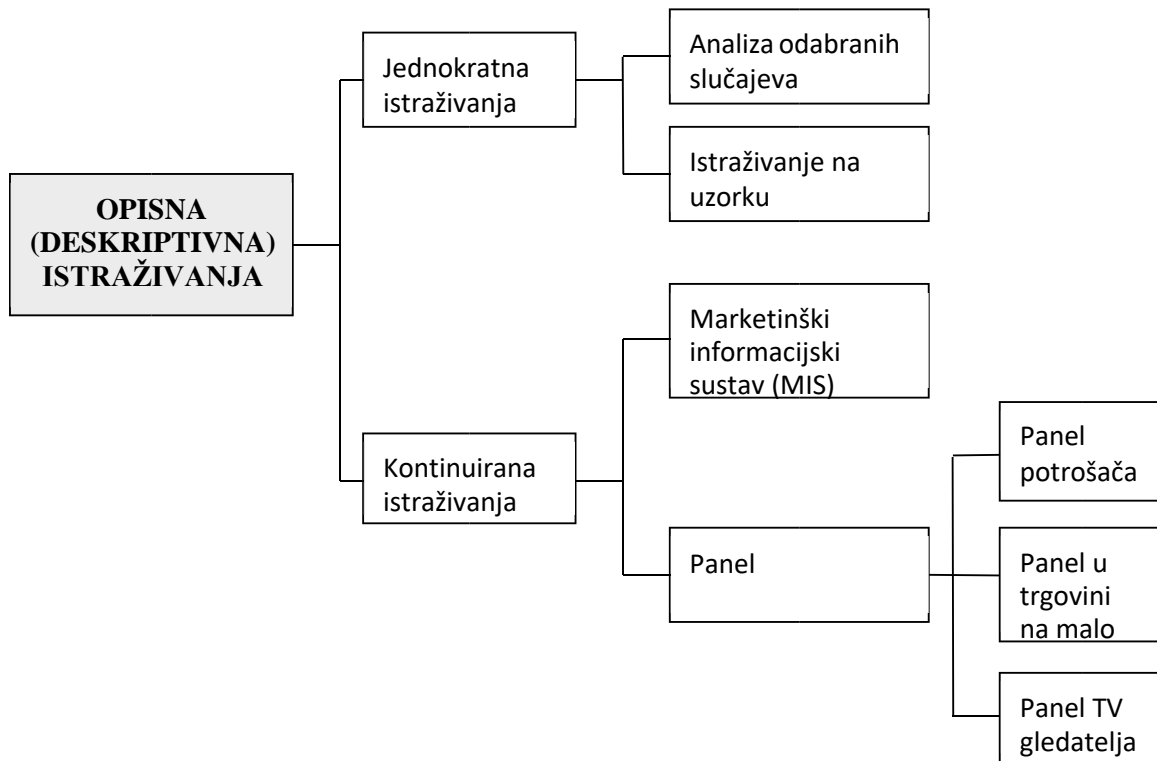 OPISNA
(DESKRIPTIVNA)
ISTRAŽIVANJA
Jednokratna
istraživanja
Analiza odabranih
slučajeva
Istraživanje na
uzorku
Kontinuirana
istraživanja
Marketinški
informacijski
sustav (MIS)
Panel
Panel
potrošača
Panel u
trgovini
na malo
Panel TV
gledatelja